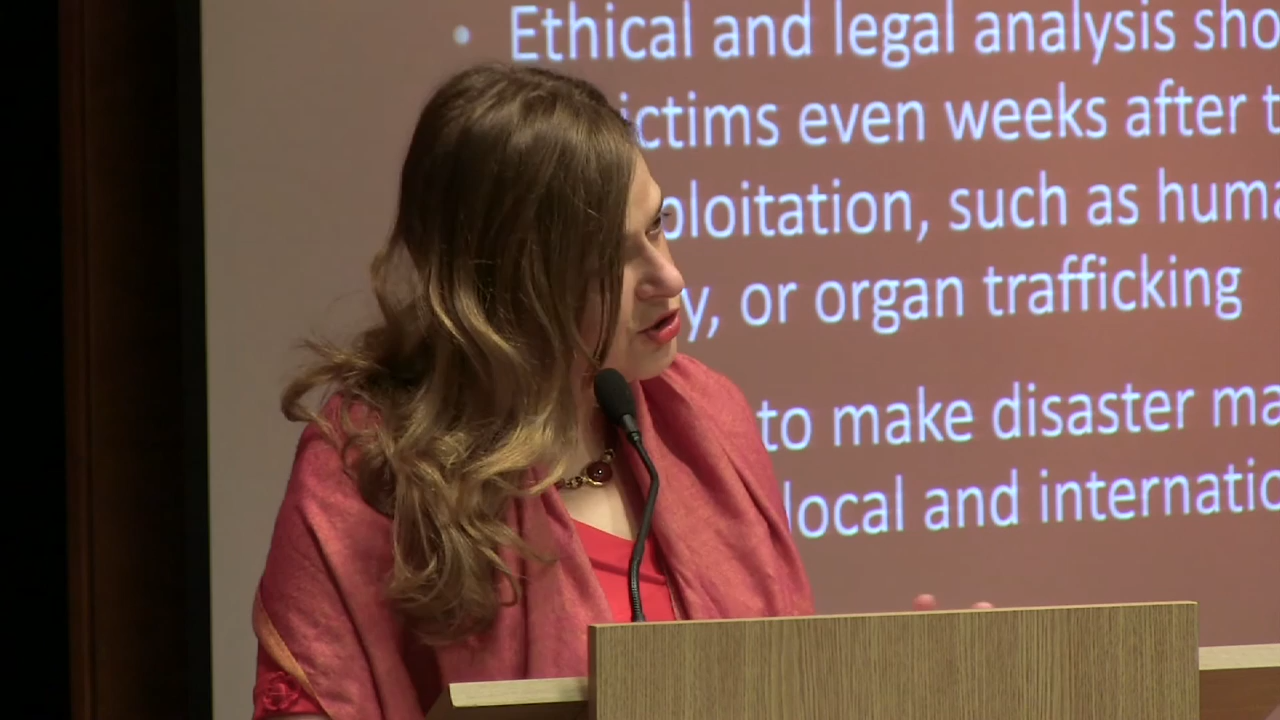 • Ethical and legal analysis sho
ictims even weeks after t
ploitation, such as huma
y, or organ trafficking
to make disaster ma
local and internatio